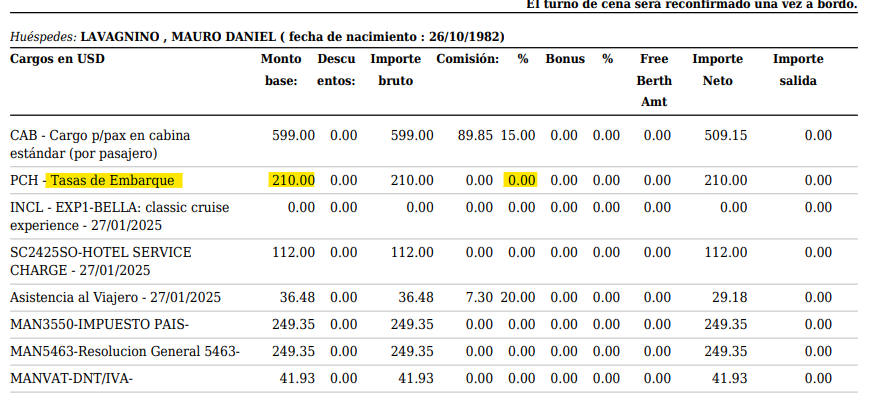 El turno de cena será reconfirmado una vez a bordo.
Huéspedes: LAVAGNINO , MAURO DANIEL ( fecha de nacimiento : 26/10/1982)
Cargos en USD Monto Descu Importe Comisión: % Bonus % Free Importe Importe
base: entos: bruto Berth Neto salida
Amt
CAB - Cargo p/pax en cabina 599.00 0.00 599.00 89.85 15.00 0.00 0.00 0.00 509.15 0.00
estándar (por pasajero)
PCH - Tasas de Embarque 210.00 0.00 210.00 0.00 0.00 0.00 0.00 0.00 210.00 0.00
INCL - EXP1-BELLA: classic cruise 0.00 0.00 0.00 0.00 0.00 0.00 0.00 0.00 0.00 0.00
experience - 27/01/2025
SC2425SO-HOTEL SERVICE 112.00 0.00 112.00 0.00 0.00 0.00 0.00 0.00 112.00 0.00
CHARGE - 27/01/2025
Asistencia al Viajero - 27/01/2025 36.48 0.00 36.48 7.30 20.00 0.00 0.00 0.00 29.18 0.00
MAN3550-IMPUESTO PAIS- 249.35 0.00 249.35 0.00 0.00 0.00 0.00 0.00 249.35 0.00
MAN5463-Resolucion General 5463- 249.35 0.00 249.35 0.00 0.00 0.00 0.00 0.00 249.35 0.00
MANVAT-DNT/IVA- 41.93 0.00 41.93 0.00 0.00 0.00 0.00 0.00 41.93 0.00